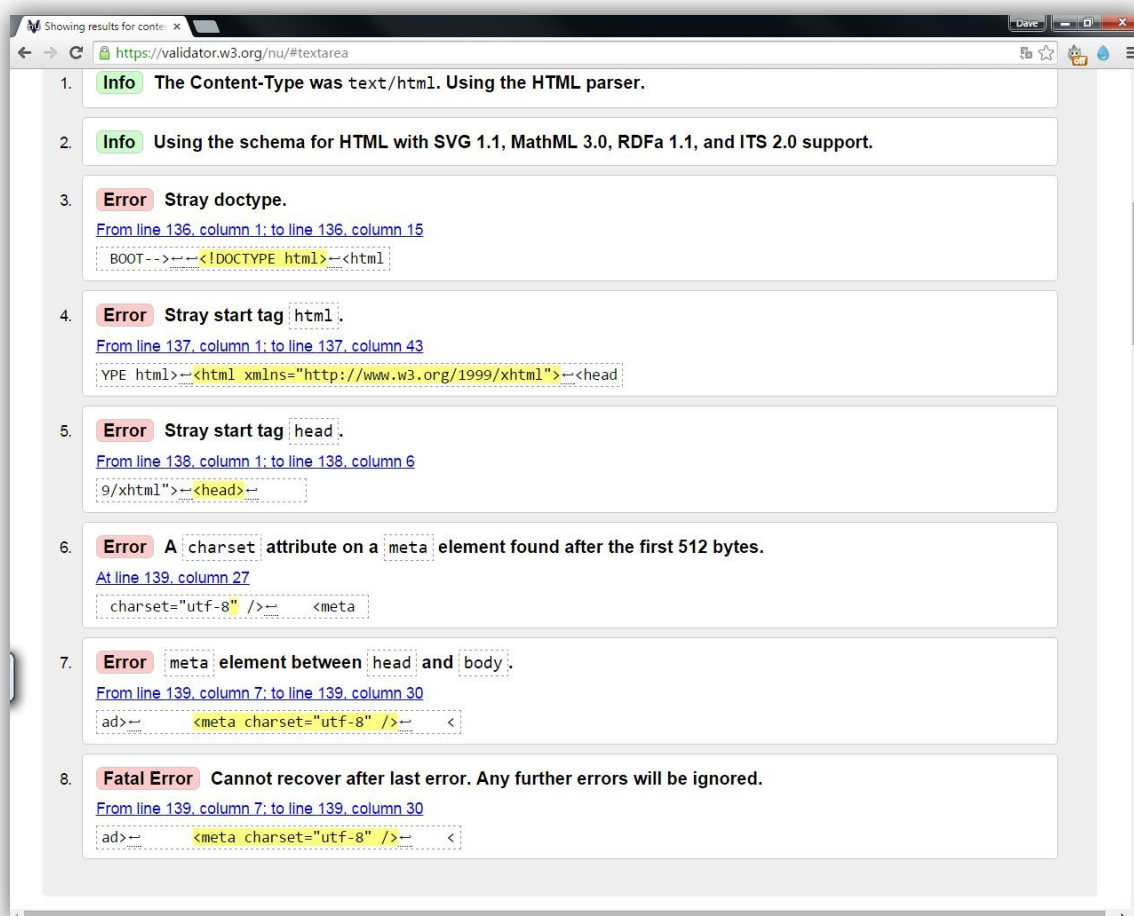 Showing results for conte
Dave
https://validator.w3.org/nu/#textarea
off
1. Info The Content-Type was text/html. Using the HTML parser.
2. Info Using the schema for HTML with SVG 1.1, MathML 3.0, RDFa 1.1, and ITS 2.0 support.
3. Error Stray doctype.
From line 136, column 1; to line 136, column 15
BOOT-->↩↩<!DOCTYPE html>↩<html
4. Error Stray start tag html.
From line 137, column 1; to line 137, column 43
YPE html>↩<html xmlns="http://www.w3.org/1999/xhtml">↩<head
5. Error Stray start tag head.
From line 138, column 1; to line 138, column 6
9/xhtml">↩<head>↩
6. Error A charset attribute on a meta element found after the first 512 bytes.
At line 139, column 27
charset="utf-8" />↩ <meta
7. Error meta element between head and body.
From line 139, column 7; to line 139, column 30
ad>↩ <meta charset="utf-8" />↩ <
8. Fatal Error Cannot recover after last error. Any further errors will be ignored.
From line 139, column 7; to line 139, column 30
ad>↩ <meta charset="utf-8" />↩ <